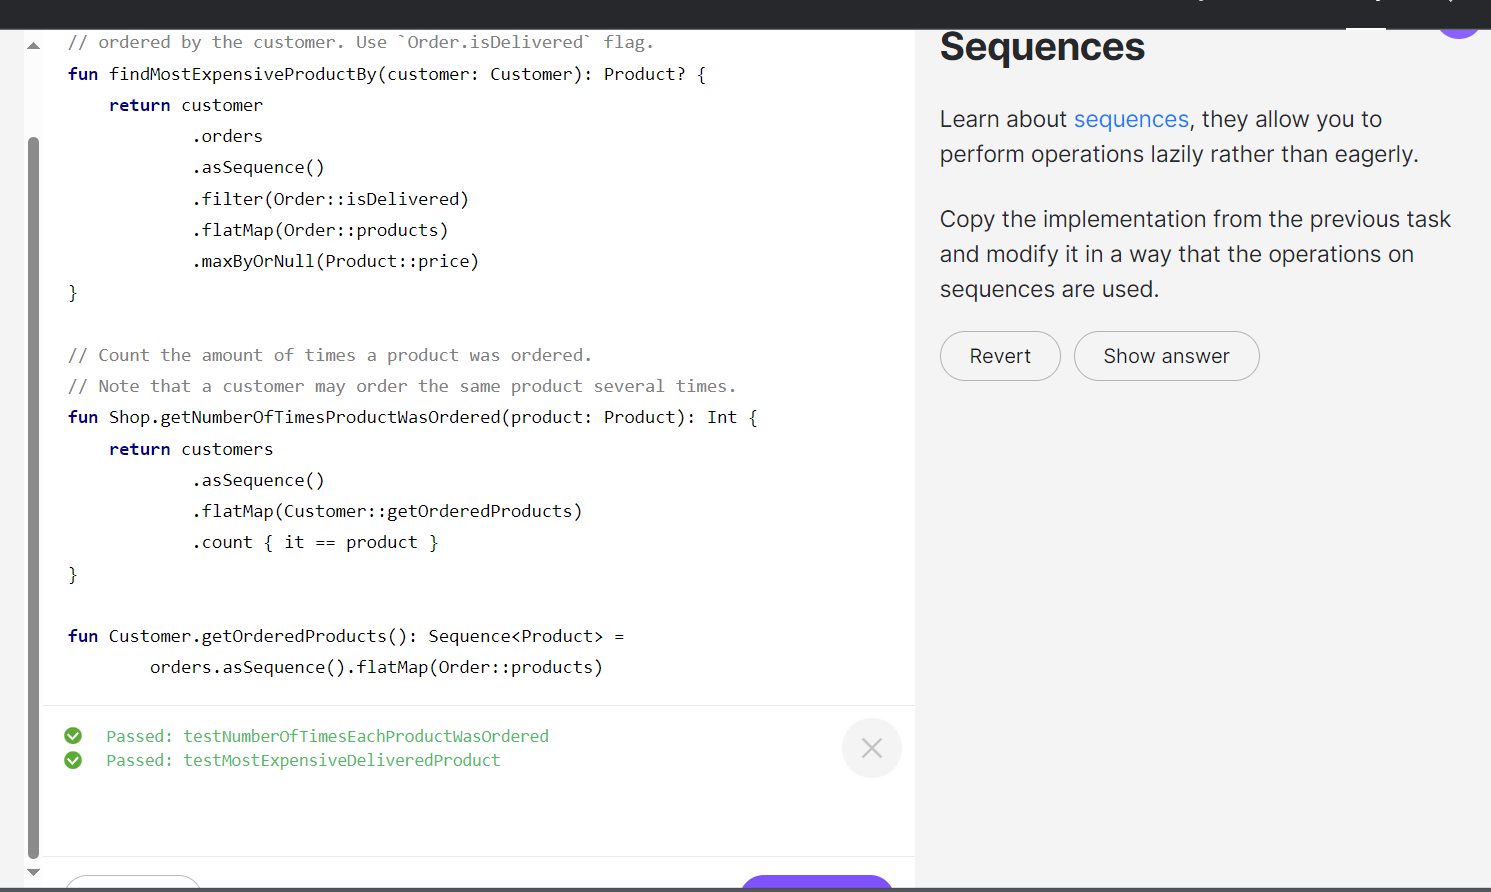 // ordered by the customer. Use `Order.isDelivered` flag.
fun findMostExpensiveProductBy(customer: Customer): Product? {
    return customer
            .orders
            .asSequence()
            .filter(Order::isDelivered)
            .flatMap(Order::products)
            .maxByOrNull(Product::price)
}
// Count the amount of times a product was ordered.
// Note that a customer may order the same product several times.
fun Shop.getNumberOfTimesProductWasOrdered(product: Product): Int {
    return customers
            .asSequence()
            .flatMap(Customer::getOrderedProducts)
            .count { it == product }
}
fun Customer.getOrderedProducts(): Sequence<Product> =
        orders.asSequence().flatMap(Order::products)
Passed: testNumberOfTimesEachProductWasOrdered
Passed: testMostExpensiveDeliveredProduct
Sequences
Learn about sequences, they allow you to
perform operations lazily rather than eagerly.
Copy the implementation from the previous task
and modify it in a way that the operations on
sequences are used.
Revert
Show answer